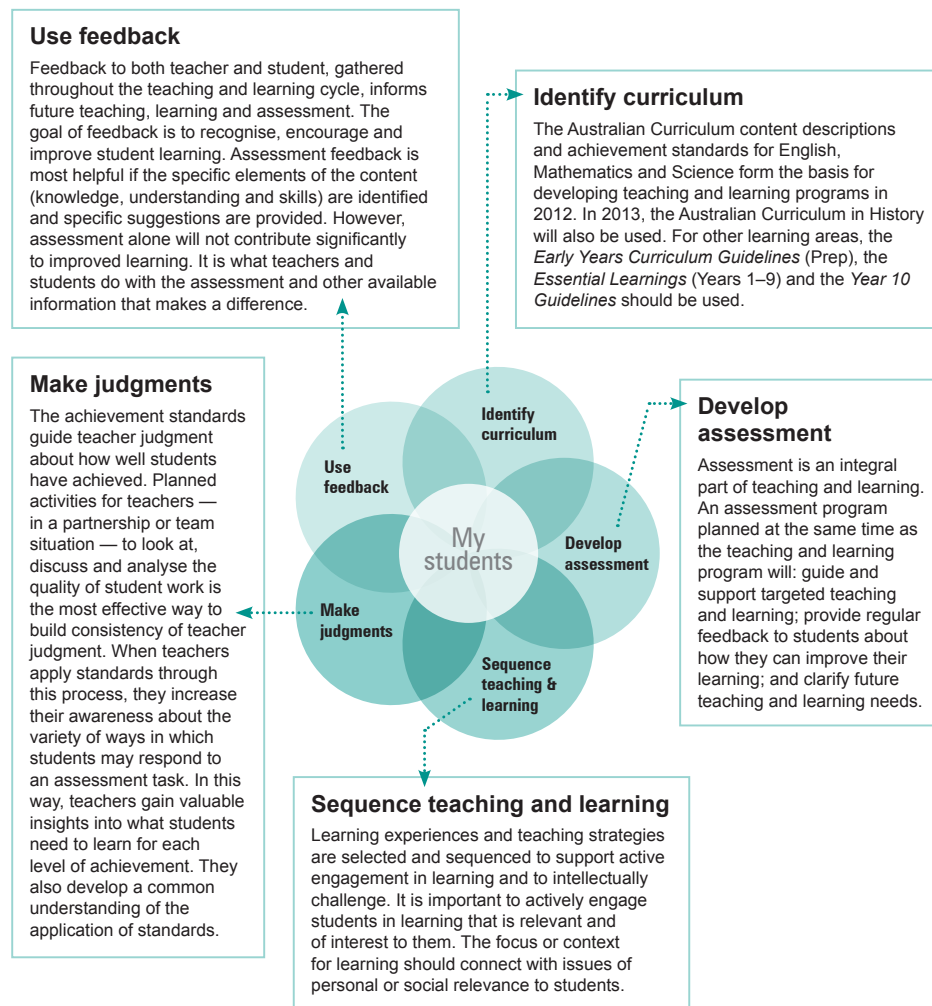 Use feedback
Feedback to both teacher and student, gathered
throughout the teaching and learning cycle, informs
future teaching, learning and assessment. The
goal of feedback is to recognise, encourage and
improve student learning. Assessment feedback is
most helpful if the specific elements of the content
(knowledge, understanding and skills) are identified
and specific suggestions are provided. However,
assessment alone will not contribute significantly
to improved learning. It is what teachers and
students do with the assessment and other available
information that makes a difference.
Identify curriculum
The Australian Curriculum content descriptions
and achievement standards for English,
Mathematics and Science form the basis for
developing teaching and learning programs in
2012. In 2013, the Australian Curriculum in History
will also be used. For other learning areas, the
Early Years Curriculum Guidelines (Prep), the
Essential Learnings (Years 1–9) and the Year 10
Guidelines should be used.
Make judgments
The achievement standards
guide teacher judgment
about how well students
have achieved. Planned
activities for teachers —
in a partnership or team
situation — to look at,
discuss and analyse the
quality of student work is
the most effective way to
build consistency of teacher
judgment. When teachers
apply standards through
this process, they increase
their awareness about the
variety of ways in which
students may respond to
an assessment task. In this
way, teachers gain valuable
insights into what students
need to learn for each
level of achievement. They
also develop a common
understanding of the
application of standards.
Identify
curriculum
Use
feedback
My
students
Develop
assessment
Make
judgments
Sequence
teaching &
learning
Develop
assessment
Assessment is an integral
part of teaching and learning.
An assessment program
planned at the same time as
the teaching and learning
program will: guide and
support targeted teaching
and learning; provide regular
feedback to students about
how they can improve their
learning; and clarify future
teaching and learning needs.
Sequence teaching and learning
Learning experiences and teaching strategies
are selected and sequenced to support active
engagement in learning and to intellectually
challenge. It is important to actively engage
students in learning that is relevant and
of interest to them. The focus or context
for learning should connect with issues of
personal or social relevance to students.